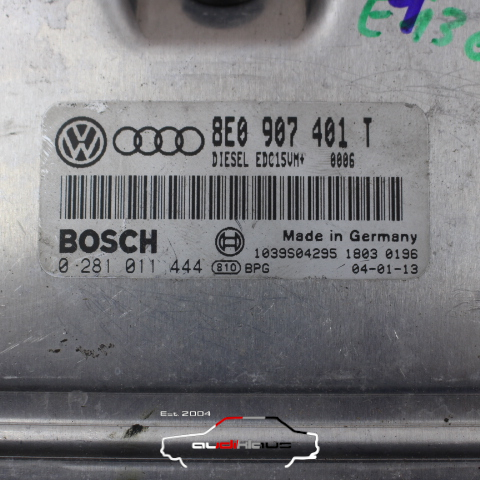 8E0 907 401 T
DIESEL EDC15VM+ 0006
BOSCH
Made in Germany
0 281 011 444 810 BPG
1039S04295 1803 0196
04-01-13
Est. 2004
audiklaus